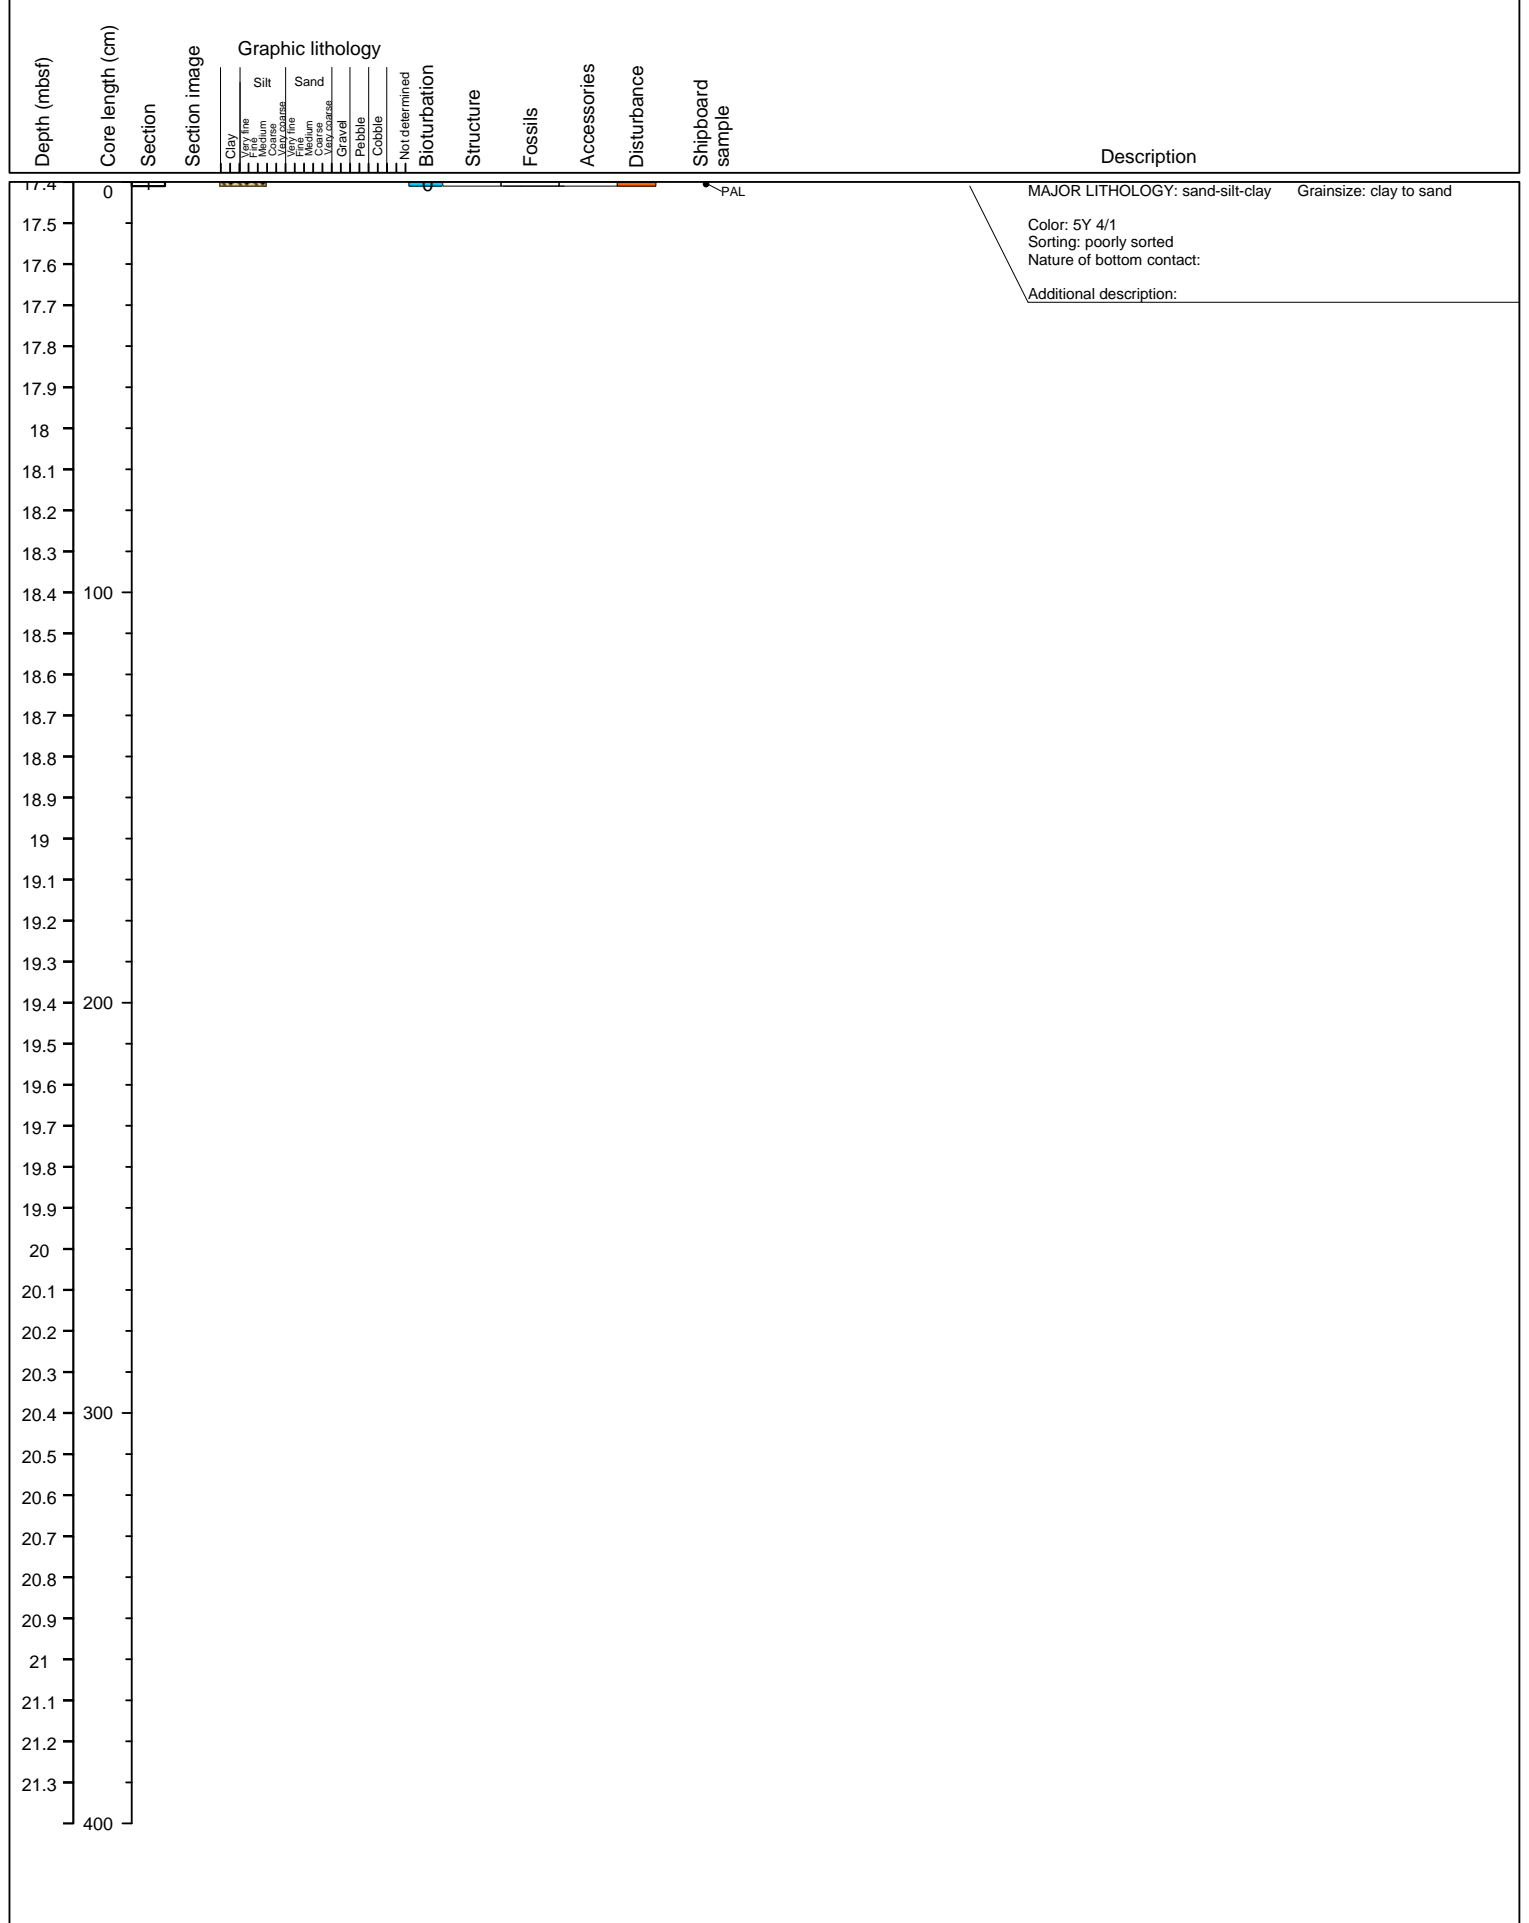 Depth (mbsf)
Core length (cm)
Section
Section image
Graphic lithology
Clay
Silt
Very fine
Fine
Medium
Coarse
Very coarse
Sand
Very fine
Fine
Medium
Coarse
Very coarse
Gravel
Pebble
Cobble
Not determined
Bioturbation
Structure
Fossils
Accessories
Disturbance
Shipboard
sample
Description
17.4
0
PAL
MAJOR LITHOLOGY: sand-silt-clay Grainsize: clay to sand
Color: 5Y 4/1
Sorting: poorly sorted
Nature of bottom contact:
Additional description:
17.5
17.6
17.7
17.8
17.9
18
18.1
18.2
18.3
18.4 100
18.5
18.6
18.7
18.8
18.9
19
19.1
19.2
19.3
19.4 200
19.5
19.6
19.7
19.8
19.9
20
20.1
20.2
20.3
20.4 300
20.5
20.6
20.7
20.8
20.9
21
21.1
21.2
21.3
400